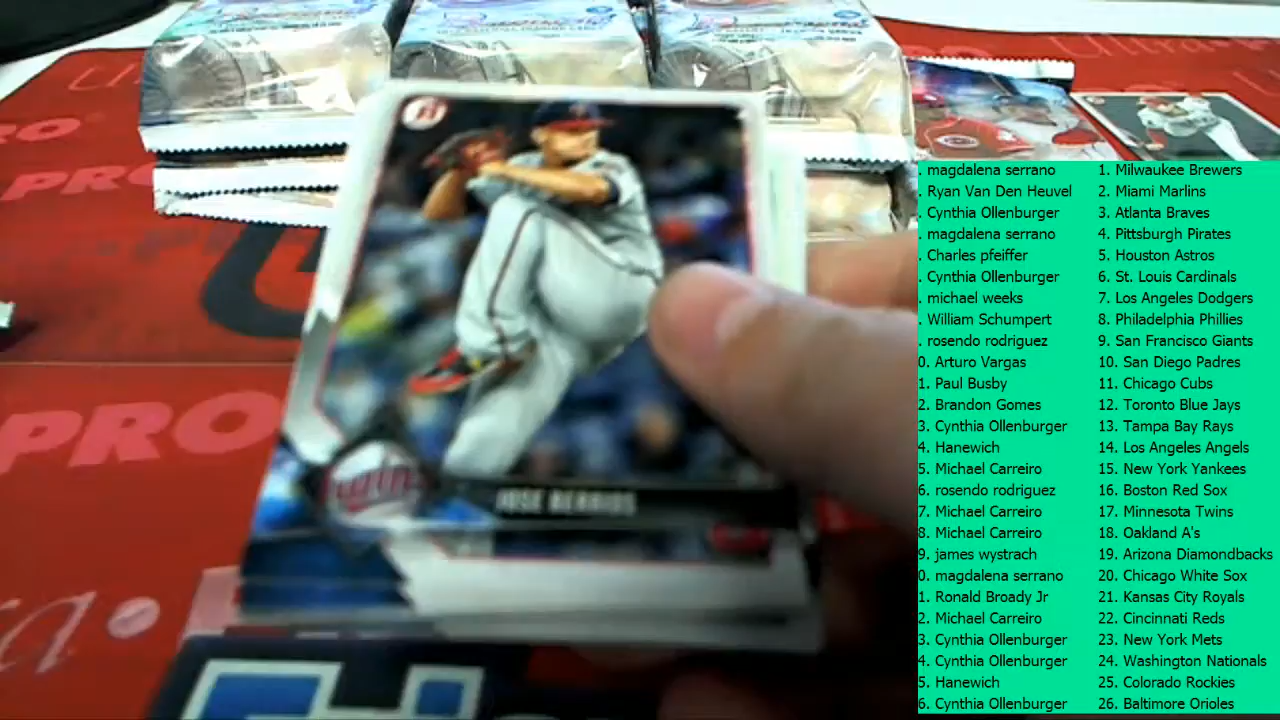 PRO
PRO
PRO
JOSE BERRIOS
. magdalena serrano 1. Milwaukee Brewers
. Ryan Van Den Heuvel 2. Miami Marlins
. Cynthia Ollenburger 3. Atlanta Braves
. magdalena serrano 4. Pittsburgh Pirates
. Charles pfeiffer 5. Houston Astros
. Cynthia Ollenburger 6. St. Louis Cardinals
. michael weeks 7. Los Angeles Dodgers
. William Schumpert 8. Philadelphia Phillies
. rosendo rodriguez 9. San Francisco Giants
0. Arturo Vargas 10. San Diego Padres
1. Paul Busby 11. Chicago Cubs
2. Brandon Gomes 12. Toronto Blue Jays
3. Cynthia Ollenburger 13. Tampa Bay Rays
4. Hanewich 14. Los Angeles Angels
5. Michael Carreiro 15. New York Yankees
6. rosendo rodriguez 16. Boston Red Sox
7. Michael Carreiro 17. Minnesota Twins
8. Michael Carreiro 18. Oakland A's
9. james wystrach 19. Arizona Diamondbacks
0. magdalena serrano 20. Chicago White Sox
1. Ronald Broady Jr 21. Kansas City Royals
2. Michael Carreiro 22. Cincinnati Reds
3. Cynthia Ollenburger 23. New York Mets
4. Cynthia Ollenburger 24. Washington Nationals
5. Hanewich 25. Colorado Rockies
6. Cynthia Ollenburger 26. Baltimore Orioles